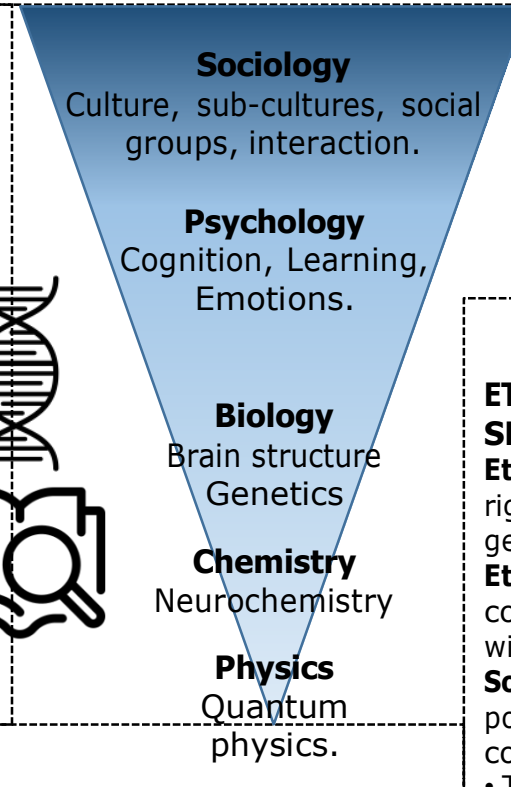 Sociology
Culture, sub-cultures, social
groups, interaction.
Psychology
Cognition, Learning,
Emotions.
Biology
Brain structure
Genetics
Chemistry
Neurochemistry
Physics
Quantum
physics.